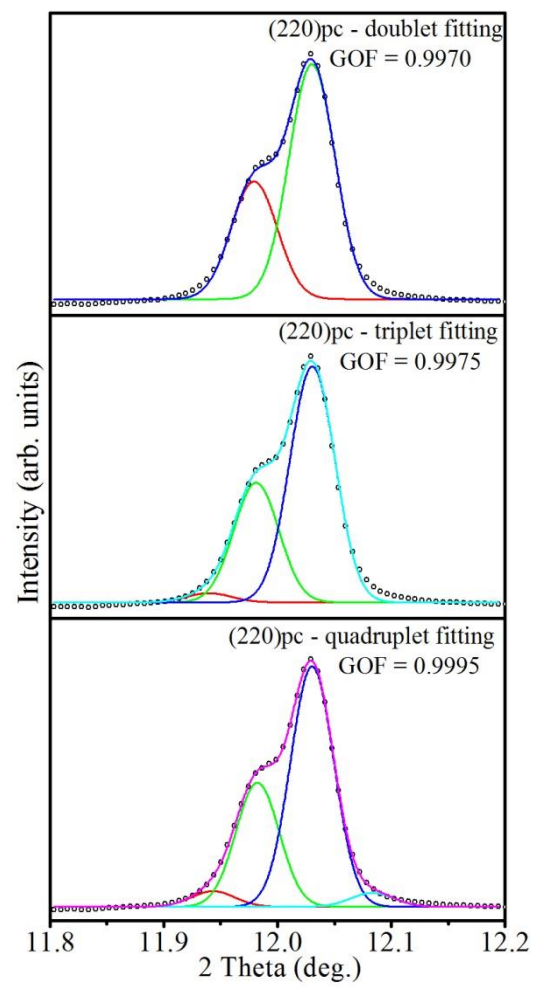 (220)pc - doublet fitting
GOF = 0.9970
(220)pc - triplet fitting
GOF = 0.9975
(220)pc - quadruplet fitting
GOF = 0.9995
Intensity (arb. units)
11.8 11.9 12.0 12.1 12.2
2 Theta (deg.)